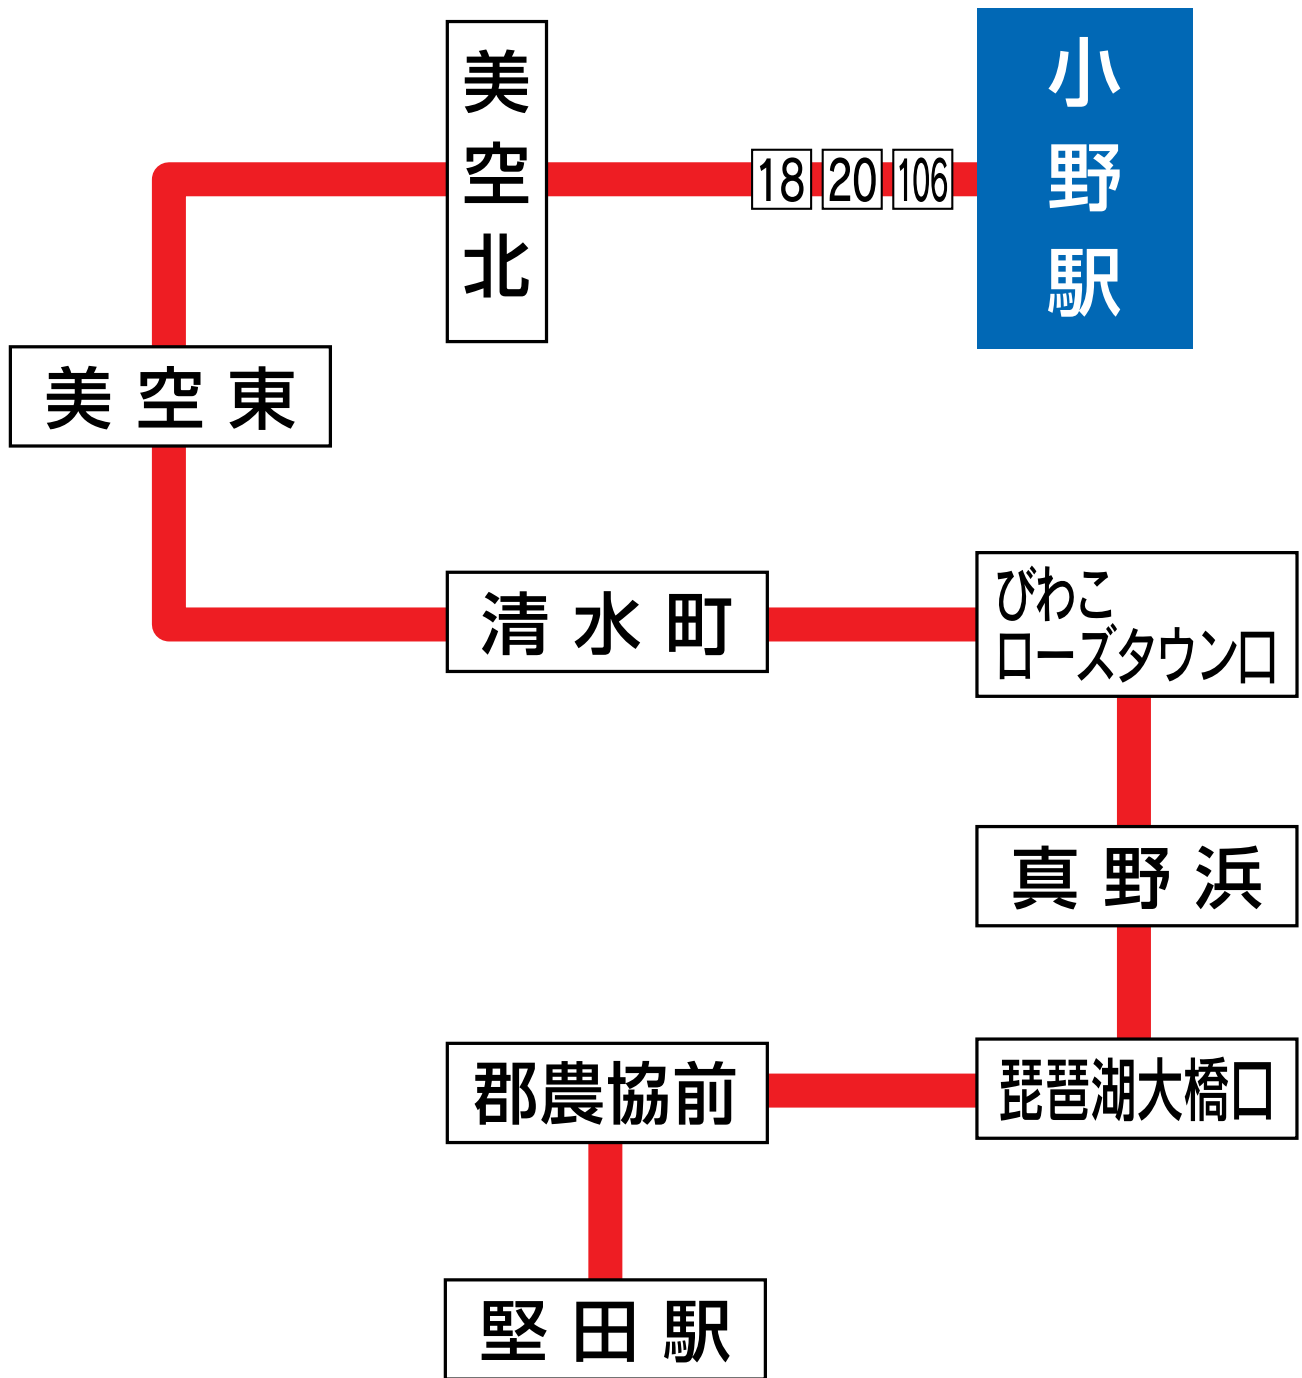 小野駅
18 20 106
美空北
美空東
清水町
びわこ
ローズタウン口
真野浜
琵琶湖大橋口
郡農協前
堅田駅